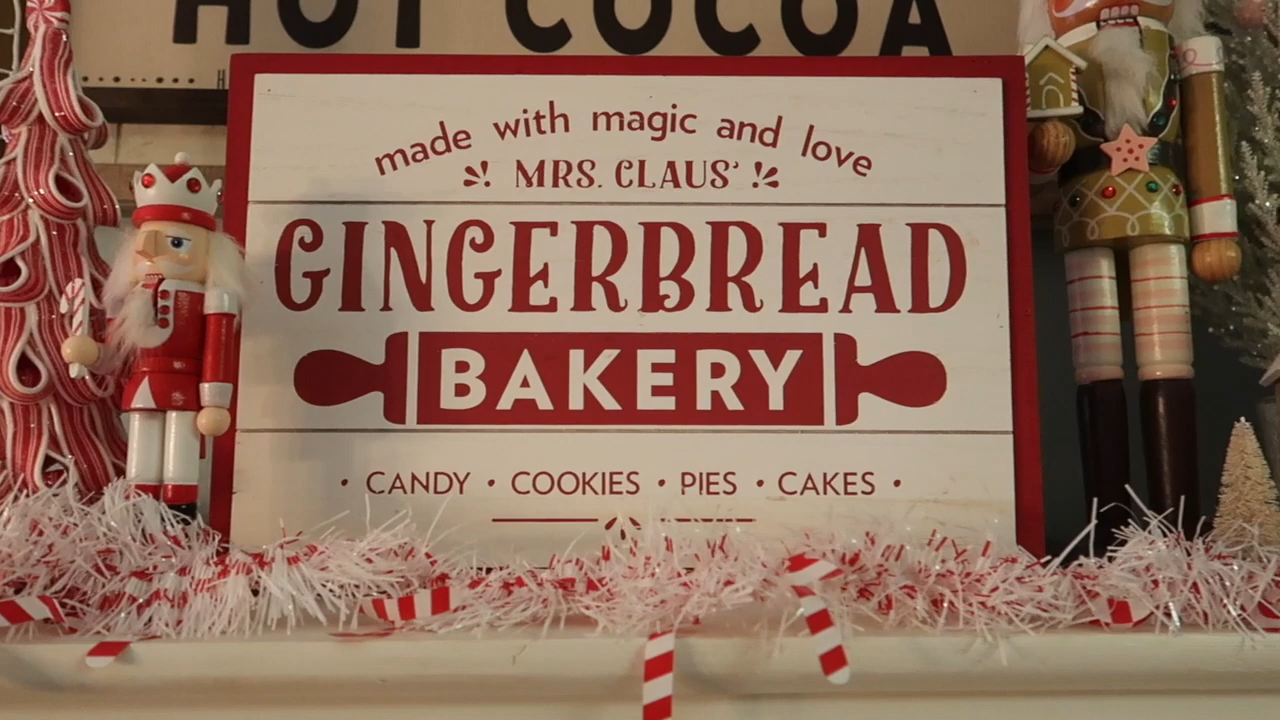 HOT COCOA
made with magic and love
MRS. CLAUS'
GINGERBREAD
BAKERY
• CANDY • COOKIES • PIES • CAKES •